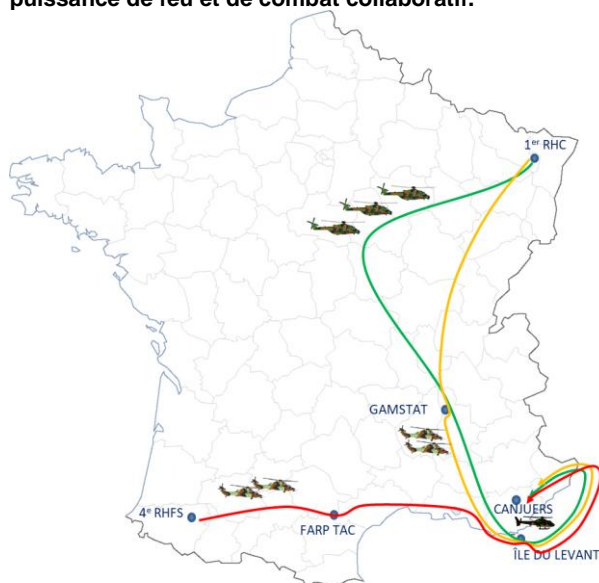 puissance de feu et de combat collaboratif.
1er RHC
GAMSTAT
4e RHFS
FARP TAC
CANJUERS
ÎLE DU LEVANT